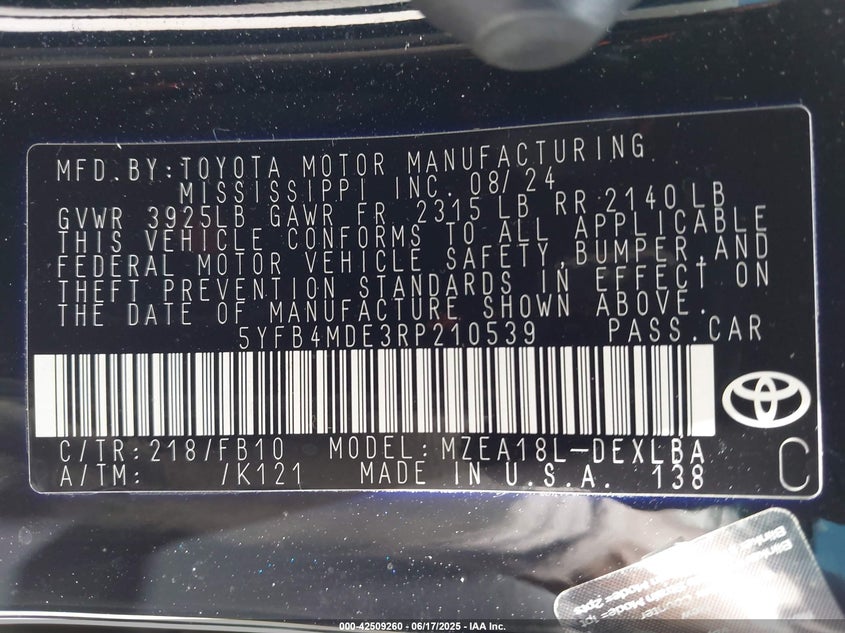 MFD.BY:TOYOTA MOTOR MANUFACTURING
MISSISSIPPI INC. 08/24
GVWR 3925LB GAWR FR 2315 LB RR 2140 LB
THIS VEHICLE CONFORMS TO ALL APPLICABLE
FEDERAL MOTOR VEHICLE SAFETY,BUMPER,AND
THEFT PREVENTION STANDARDS IN EFFECT ON
THE DATE OF MANUFACTURE SHOWN ABOVE.
5YFB4MDE3RP210539 PASS.CAR
C/TR:218/FB10 MODEL:MZEA18L-DEXLBA
A/TM: /K121 MADE IN U.S.A. 138
C
000-42509260 - 06/17/2025 - IAA Inc.